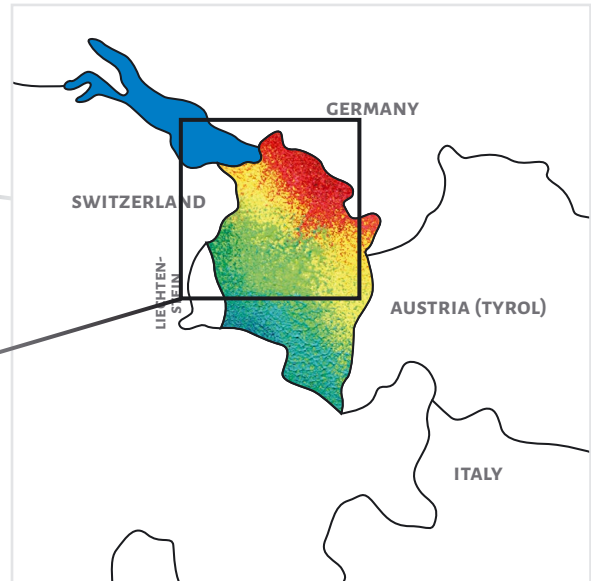 GERMANY
SWITZERLAND
LIECHTEN-
STEIN
AUSTRIA (TYROL)
ITALY